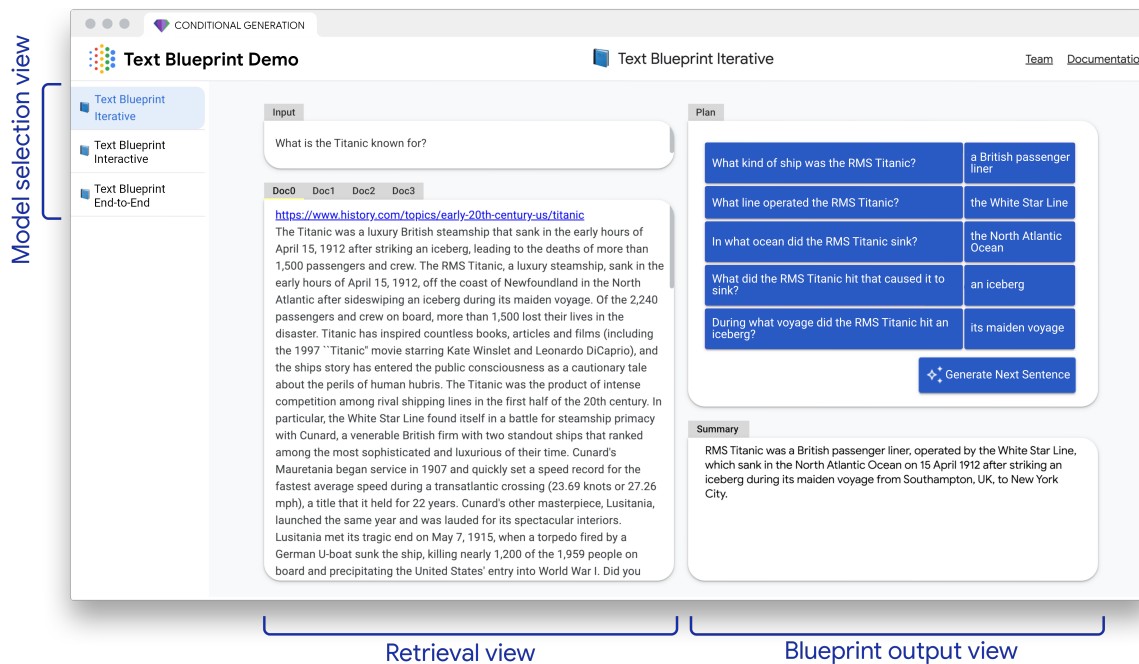 CONDITIONAL GENERATION
Text Blueprint Demo
Text Blueprint Iterative
Team
Documentatio
Model selection view
Text Blueprint
Iterative
Text Blueprint
Interactive
Text Blueprint
End-to-End
Input
What is the Titanic known for?
Doc0 Doc1 Doc2 Doc3
https://www.history.com/topics/early-20th-century-us/titanic
The Titanic was a luxury British steamship that sank in the early hours of
April 15, 1912 after striking an iceberg, leading to the deaths of more than
1,500 passengers and crew. The RMS Titanic, a luxury steamship, sank in the
early hours of April 15, 1912, off the coast of Newfoundland in the North
Atlantic after sideswiping an iceberg during its maiden voyage. Of the 2,240
passengers and crew on board, more than 1,500 lost their lives in the
disaster. Titanic has inspired countless books, articles and films (including
the 1997 ``Titanic" movie starring Kate Winslet and Leonardo DiCaprio), and
the ships story has entered the public consciousness as a cautionary tale
about the perils of human hubris. The Titanic was the product of intense
competition among rival shipping lines in the first half of the 20th century. In
particular, the White Star Line found itself in a battle for steamship primacy
with Cunard, a venerable British firm with two standout ships that ranked
among the most sophisticated and luxurious of their time. Cunard's
Mauretania began service in 1907 and quickly set a speed record for the
fastest average speed during a transatlantic crossing (23.69 knots or 27.26
mph), a title that it held for 22 years. Cunard's other masterpiece, Lusitania,
launched the same year and was lauded for its spectacular interiors.
Lusitania met its tragic end on May 7, 1915, when a torpedo fired by a
German U-boat sunk the ship, killing nearly 1,200 of the 1,959 people on
board and precipitating the United States' entry into World War I. Did you
Plan
What kind of ship was the RMS Titanic?
a British passenger
liner
What line operated the RMS Titanic?
the White Star Line
In what ocean did the RMS Titanic sink?
the North Atlantic
Ocean
What did the RMS Titanic hit that caused it to
sink?
an iceberg
During what voyage did the RMS Titanic hit an
iceberg?
its maiden voyage
Generate Next Sentence
Summary
RMS Titanic was a British passenger liner, operated by the White Star Line,
which sank in the North Atlantic Ocean on 15 April 1912 after striking an
iceberg during its maiden voyage from Southampton, UK, to New York
City.
Retrieval view
Blueprint output view